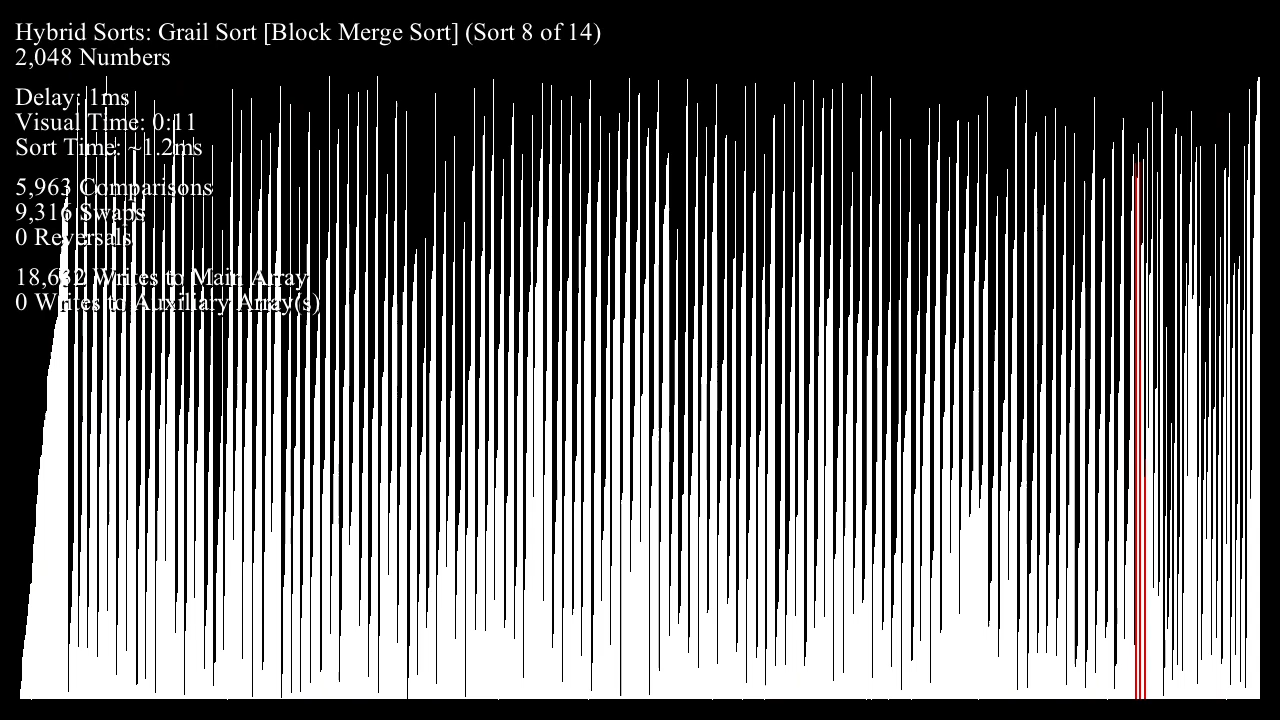 Hybrid Sorts: Grail Sort [Block Merge Sort] (Sort 8 of 14)
2,048 Numbers
Delay: 1ms
Visual Time: 0:11
Sort Time: ~1.2ms
5,963 Comparisons
9,316 Swaps
0 Reversals
18,632 Writes to Main Array
0 Writes to Auxiliary Array(s)